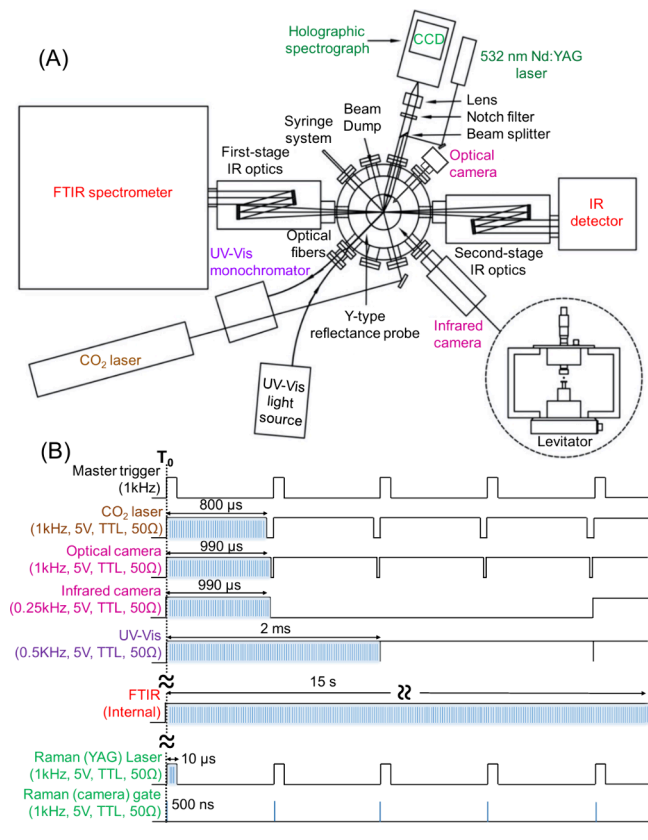 (A)
Holographic
spectrograph
CCD
532 nm Nd:YAG
laser
Lens
Notch filter
Beam splitter
Optical
camera
Beam
Dump
Syringe
system
First-stage
IR optics
FTIR spectrometer
IR
detector
Second-stage
IR optics
Optical
fibers
UV-Vis
monochromator
Y-type
reflectance probe
Infrared
camera
CO₂ laser
UV-Vis
light
source
Levitator
(B)
T₀
Master trigger
(1kHz)
CO₂ laser
(1kHz, 5V, TTL, 50Ω)
800 µs
Optical camera
(1kHz, 5V, TTL, 50Ω)
990 µs
Infrared camera
(0.25kHz, 5V, TTL, 50Ω)
990 µs
UV-Vis
(0.5KHz, 5V, TTL, 50Ω)
2 ms
FTIR
(Internal)
15 s
Raman (YAG) Laser
(1kHz, 5V, TTL, 50Ω)
10 µs
Raman (camera) gate
(1kHz, 5V, TTL, 50Ω)
500 ns